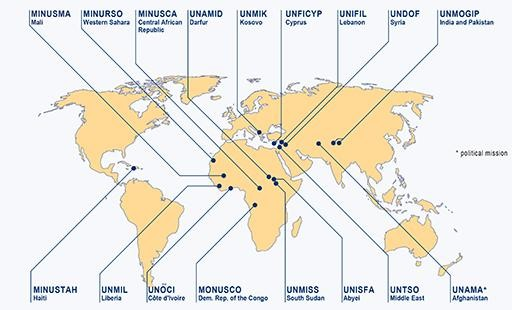 MINUSMA
Mali
MINURSO
Western Sahara
MINUSCA
Central African
Republic
UNAMID
Darfur
UNMIK
Kosovo
UNFICYP
Cyprus
UNIFIL
Lebanon
UNDOF
Syria
UNMOGIP
India and Pakistan
* political mission
MINUSTAH
Haiti
UNMIL
Liberia
UNOCI
Côte d'Ivoire
MONUSCO
Dem. Rep. of the Congo
UNMISS
South Sudan
UNISFA
Abyei
UNTSO
Middle East
UNAMA*
Afghanistan